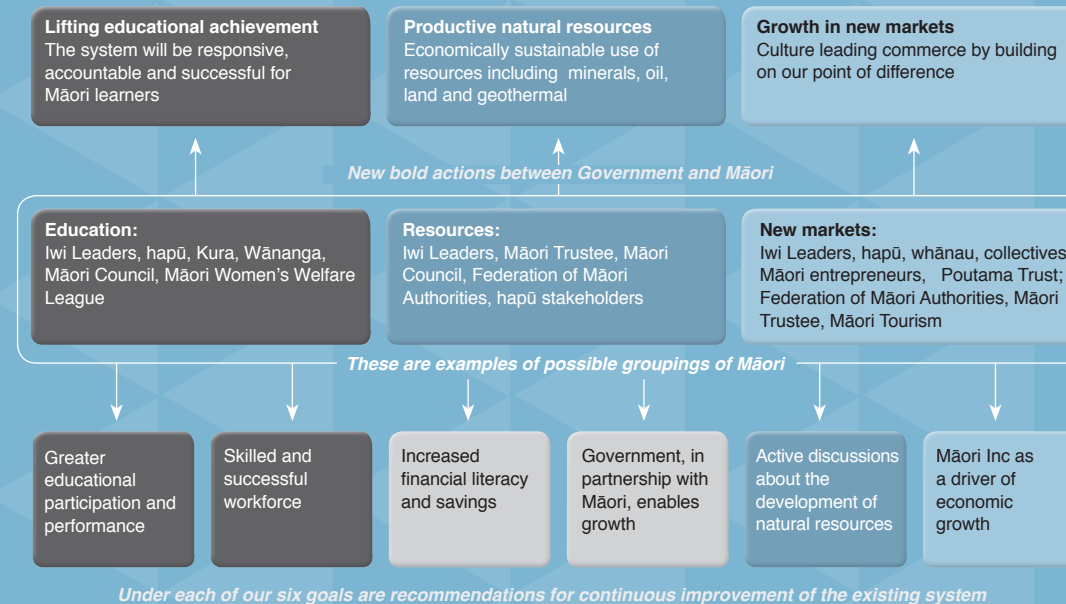 Lifting educational achievement
The system will be responsive,
accountable and successful for
Māori learners
Productive natural resources
Economically sustainable use of
resources including minerals, oil,
land and geothermal
Growth in new markets
Culture leading commerce by building
on our point of difference
New bold actions between Government and Māori
Education:
Iwi Leaders, hapū, Kura, Wānanga,
Māori Council, Māori Women's Welfare
League
Resources:
Iwi Leaders, Māori Trustee, Māori
Council, Federation of Māori
Authorities, hapū stakeholders
New markets:
Iwi Leaders, hapū, whānau, collectives
Māori entrepreneurs, Poutama Trust;
Federation of Māori Authorities, Māori
Trustee, Māori Tourism
These are examples of possible groupings of Māori
Greater
educational
participation and
performance
Skilled and
successful
workforce
Increased
financial literacy
and savings
Government, in
partnership with
Māori, enables
growth
Active discussions
about the
development of
natural resources
Māori Inc as
a driver of
economic
growth
Under each of our six goals are recommendations for continuous improvement of the existing system